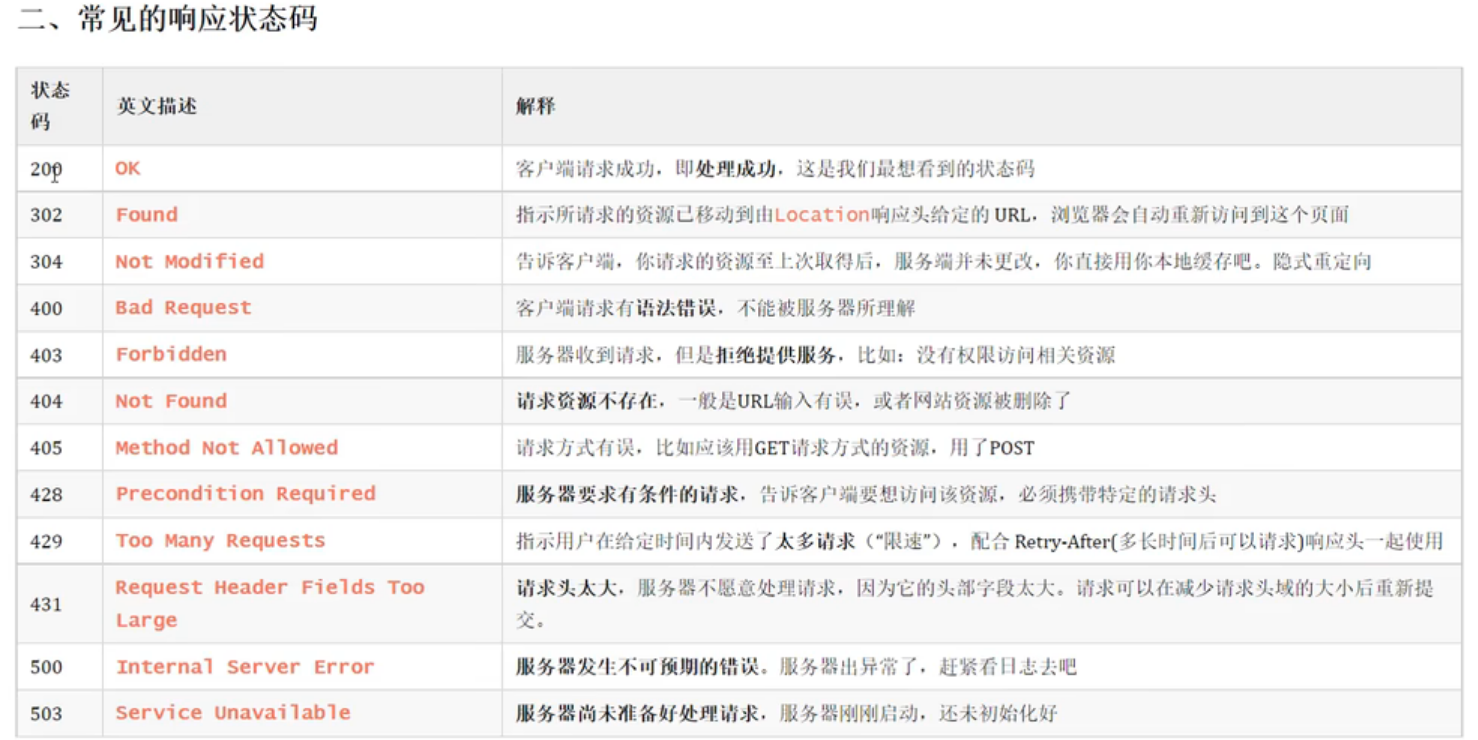 二、常见的响应状态码
状态
码
英文描述
解释
200
OK
客户端请求成功，即处理成功，这是我们最想看到的状态码
302
Found
指示所请求的资源已移动到由Location响应头给定的 URL，浏览器会自动重新访问到这个页面
304
Not Modified
告诉客户端，你请求的资源至上次取得后，服务端并未更改，你直接用你本地缓存吧。隐式重定向
400
Bad Request
客户端请求有语法错误，不能被服务器所理解
403
Forbidden
服务器收到请求，但是拒绝提供服务，比如：没有权限访问相关资源
404
Not Found
请求资源不存在，一般是URL输入有误，或者网站资源被删除了
405
Method Not Allowed
请求方式有误，比如应该用GET请求方式的资源，用了POST
428
Precondition Required
服务器要求有条件的请求，告诉客户端要想访问该资源，必须携带特定的请求头
429
Too Many Requests
指示用户在给定时间内发送了太多请求（“限速”），配合 Retry-After(多长时间后可以请求)响应头一起使用
431
Request Header Fields Too
Large
请求头太大，服务器不愿意处理请求，因为它的头部字段太大。请求可以在减少请求头域的大小后重新提
交。
500
Internal Server Error
服务器发生不可预期的错误。服务器出异常了，赶紧看日志去吧
503
Service Unavailable
服务器尚未准备好处理请求，服务器刚刚启动，还未初始化好